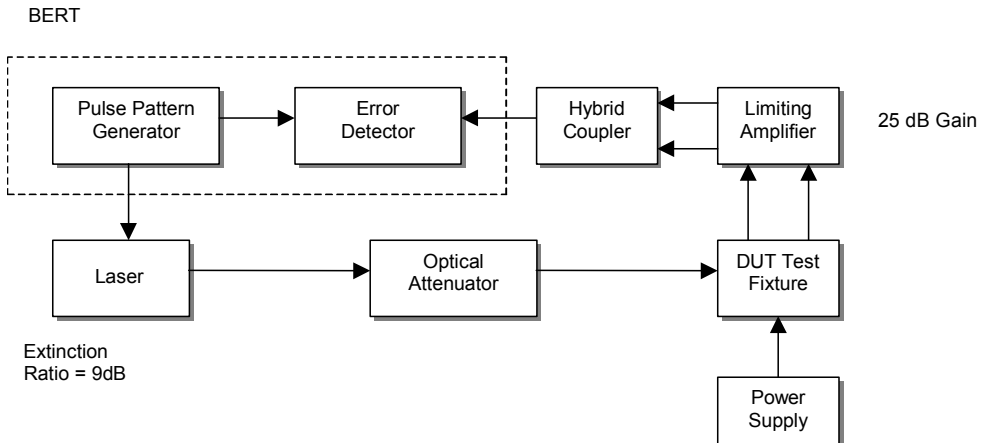 BERT
Pulse Pattern
Generator
Error
Detector
Hybrid
Coupler
Limiting
Amplifier
25 dB Gain
Laser
Optical
Attenuator
DUT Test
Fixture
Extinction
Ratio = 9dB
Power
Supply